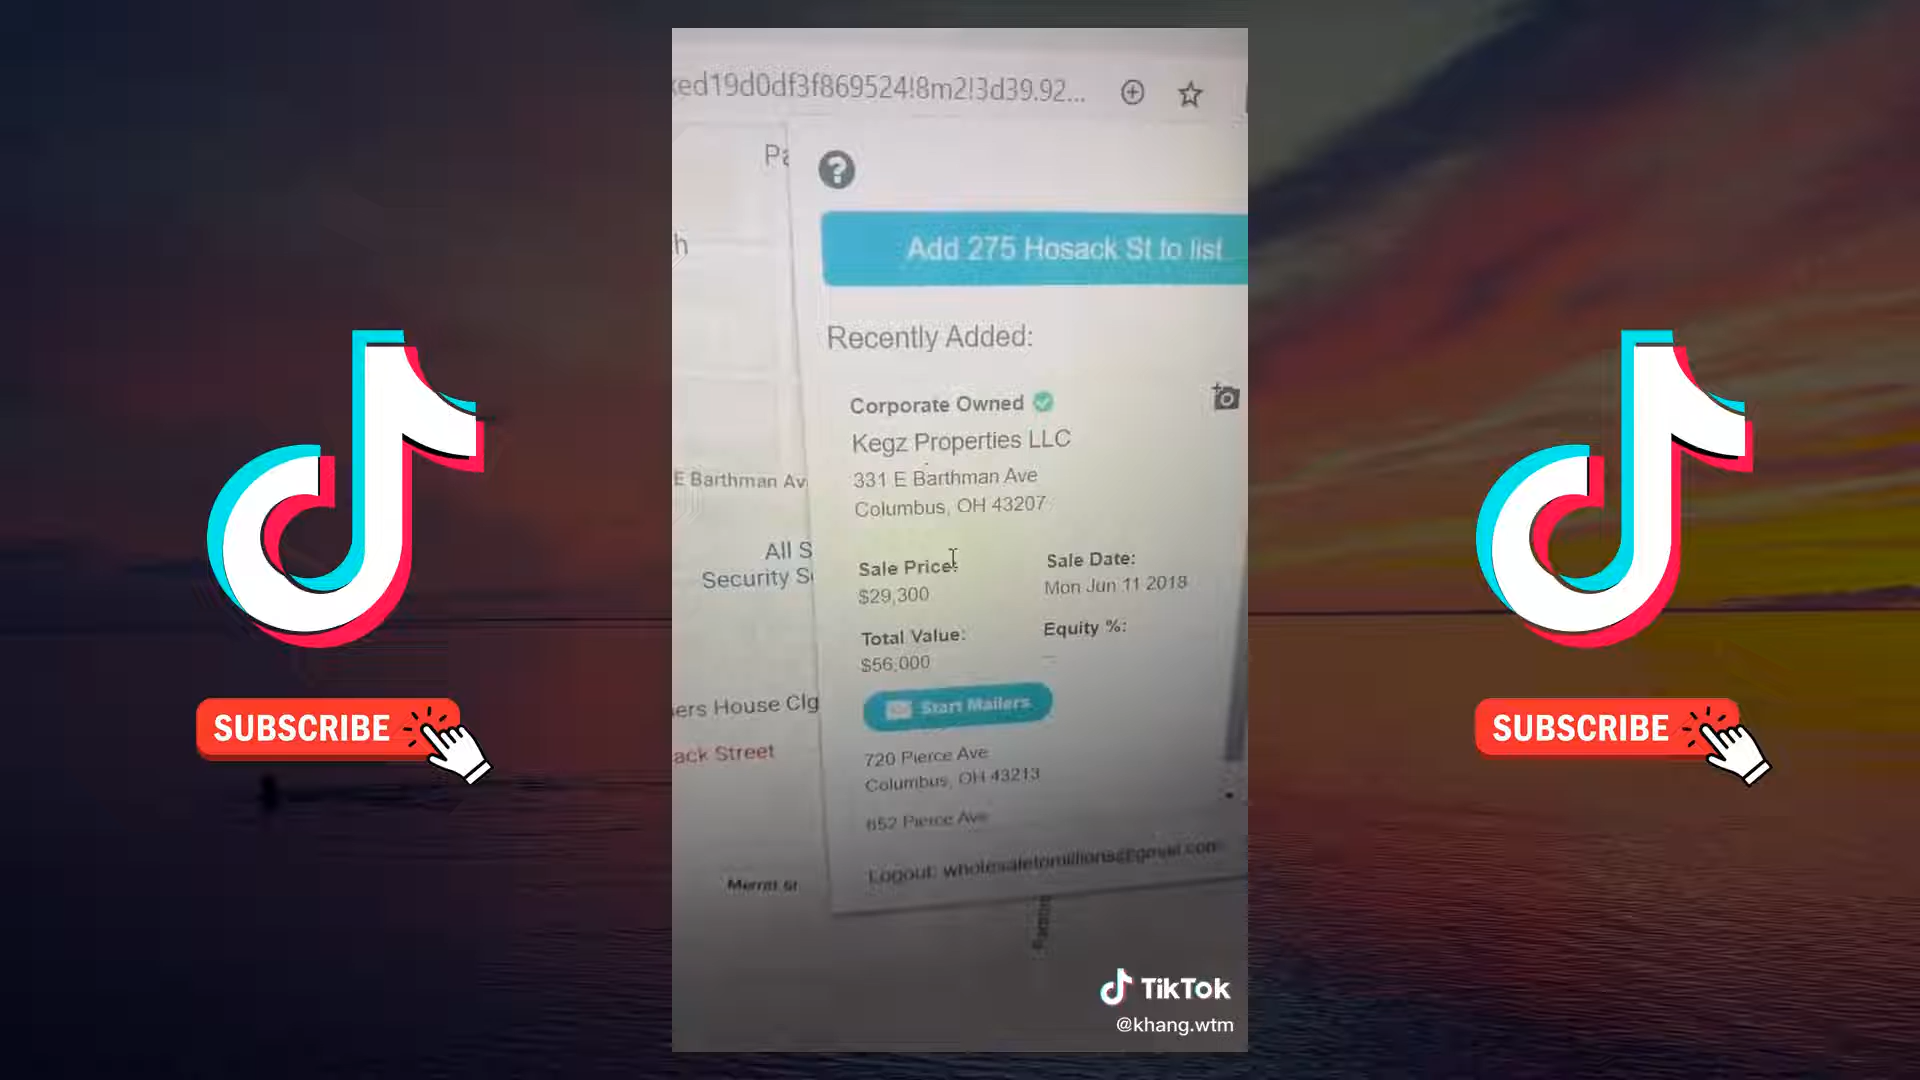 ed19d0df3f869524!8m2!3d39.92...
Add 275 Hosack St to list
Recently Added:
Corporate Owned
Kegz Properties LLC
331 E Barthman Ave
Columbus, OH 43207
E Barthman Av
All S
Security S
Sale Price:
$29,300
Sale Date:
Mon Jun 11 2018
Total Value:
$56,000
Equity %:
Start Mailers
ers House Clg
ack Street
720 Pierce Ave
Columbus, OH 43213
652 Pierce Ave
Logout: wholesaletomillions@gmail.com
Merritt St
SUBSCRIBE
SUBSCRIBE
TikTok
@khang.wtm